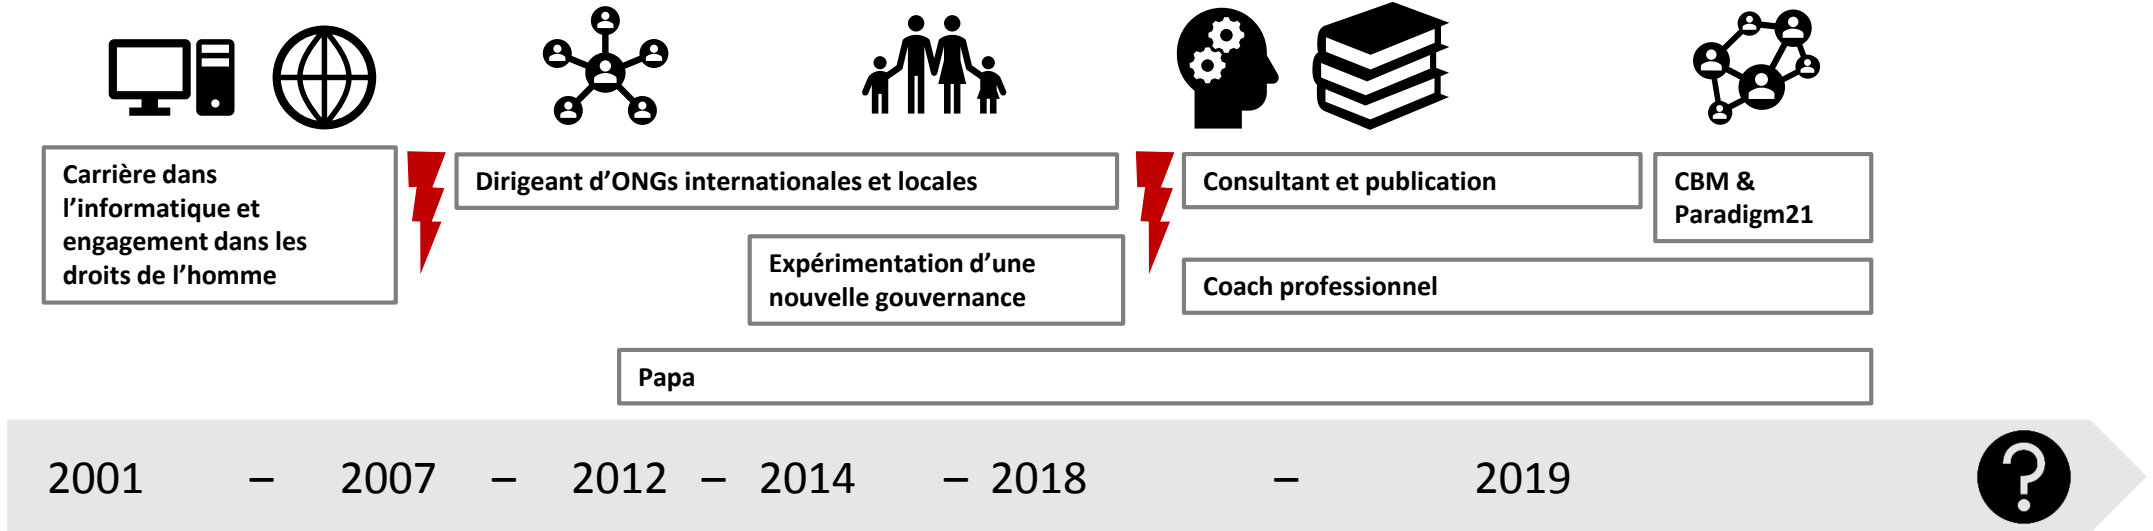 Carrière dans
l’informatique et
engagement dans les
droits de l’homme
Dirigeant d’ONGs internationales et locales
Consultant et publication
CBM &
Paradigm21
Expérimentation d’une
nouvelle gouvernance
Coach professionnel
Papa
2001 – 2007 – 2012 – 2014 – 2018 – 2019 ?